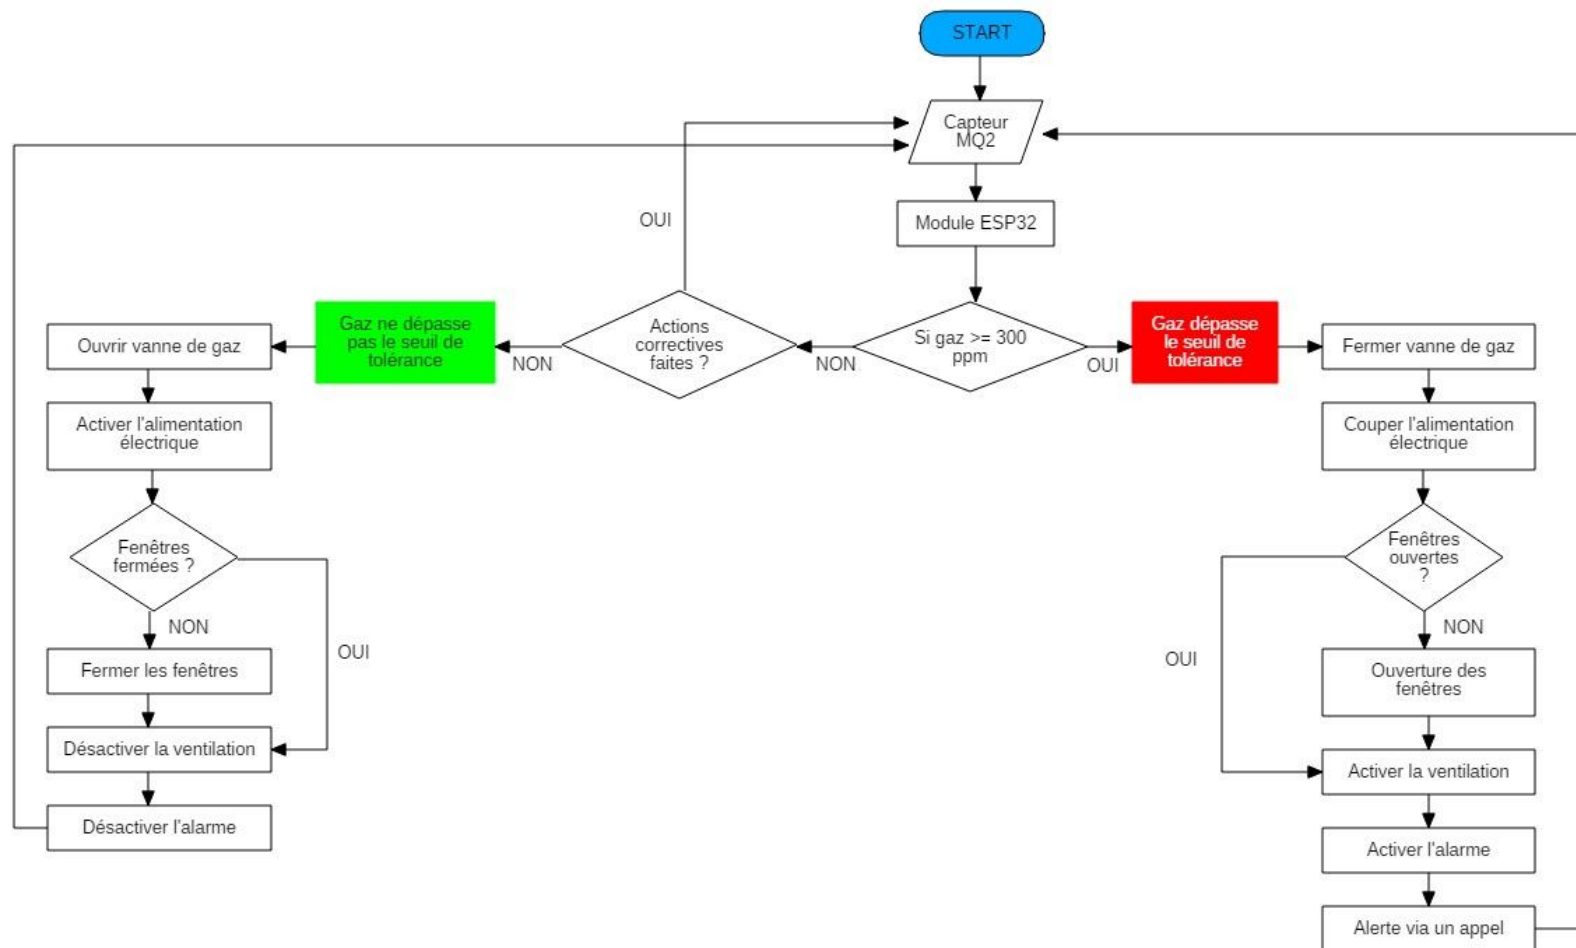 START
Capteur
MQ2
OUI
Module ESP32
Ouvrir vanne de gaz
Gaz ne dépasse
pas le seuil de
tolérance
NON
Actions
correctives
faites ?
NON
Si gaz >= 300
ppm
OUI
Gaz dépasse
le seuil de
tolérance
Fermer vanne de gaz
Activer l'alimentation
électrique
Fenêtres
fermées ?
NON
OUI
Fermer les fenêtres
Désactiver la ventilation
Désactiver l'alarme
Couper l'alimentation
électrique
Fenêtres
ouvertes
?
NON
OUI
Ouverture des
fenêtres
Activer la ventilation
Activer l'alarme
Alerte via un appel